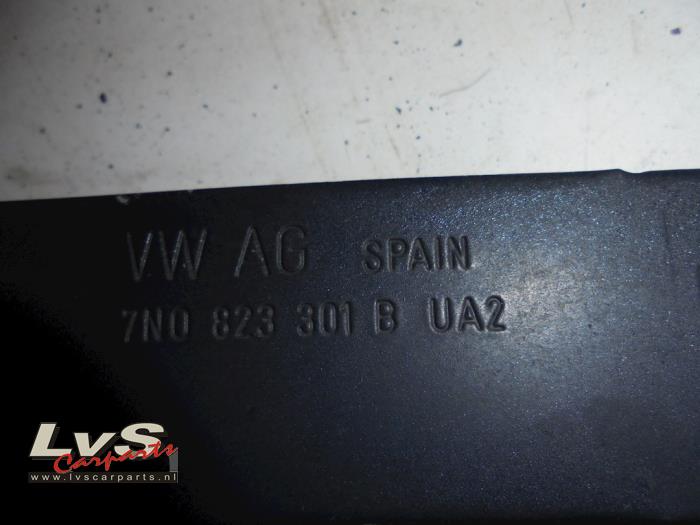 VW AG SPAIN
7N0 823 301 B UA2
LvS
Carparts
www.lvscarparts.nl